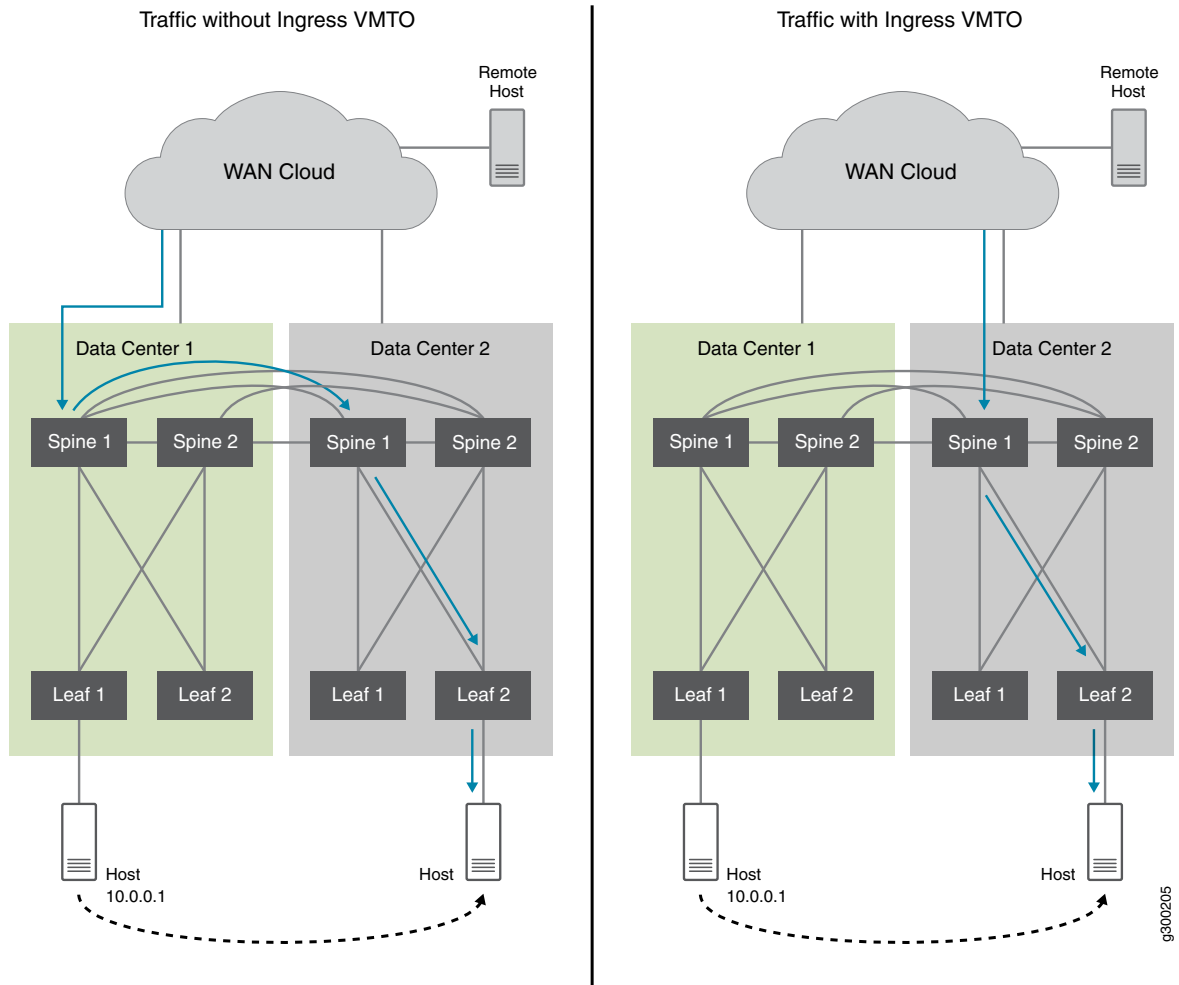 Traffic without Ingress VMTO
Remote
Host
WAN Cloud
Data Center 1
Data Center 2
Spine 1
Spine 2
Spine 1
Spine 2
Leaf 1
Leaf 2
Leaf 1
Leaf 2
Host
10.0.0.1
Host
Traffic with Ingress VMTO
Remote
Host
WAN Cloud
Data Center 1
Data Center 2
Spine 1
Spine 2
Spine 1
Spine 2
Leaf 1
Leaf 2
Leaf 1
Leaf 2
Host
10.0.0.1
Host
g300205